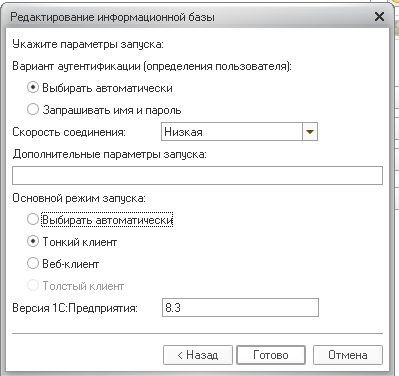 Редактирование информационной базы
Укажите параметры запуска:
Вариант аутентификации (определения пользователя):
Выбирать автоматически
Запрашивать имя и пароль
Скорость соединения: Низкая
Дополнительные параметры запуска:
Основной режим запуска:
Выбирать автоматически
Тонкий клиент
Веб-клиент
Толстый клиент
Версия 1С:Предприятия: 8.3
< Назад Готово Отмена